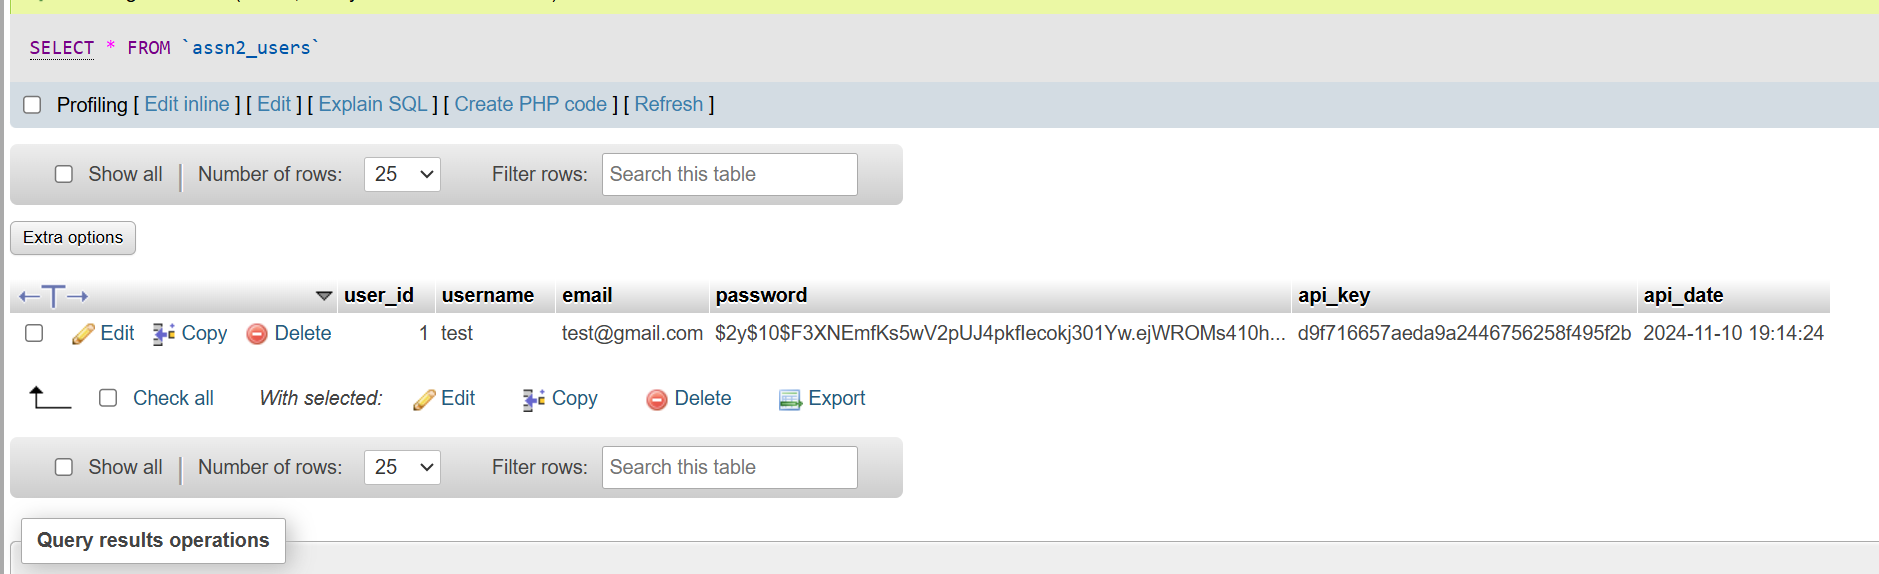 SELECT * FROM `assn2_users`
Profiling [ Edit inline ] [ Edit ] [ Explain SQL ] [ Create PHP code ] [ Refresh ]
Show all | Number of rows: 25 Filter rows: Search this table
Extra options
user_id username email password api_key api_date
Edit Copy Delete 1 test test@gmail.com $2y$10$F3XNEmfKs5wV2pUJ4pkflecokj301Yw.ejWROMs410h... d9f716657aeda9a2446756258f495f2b 2024-11-10 19:14:24
Check all With selected: Edit Copy Delete Export
Show all | Number of rows: 25 Filter rows: Search this table
Query results operations